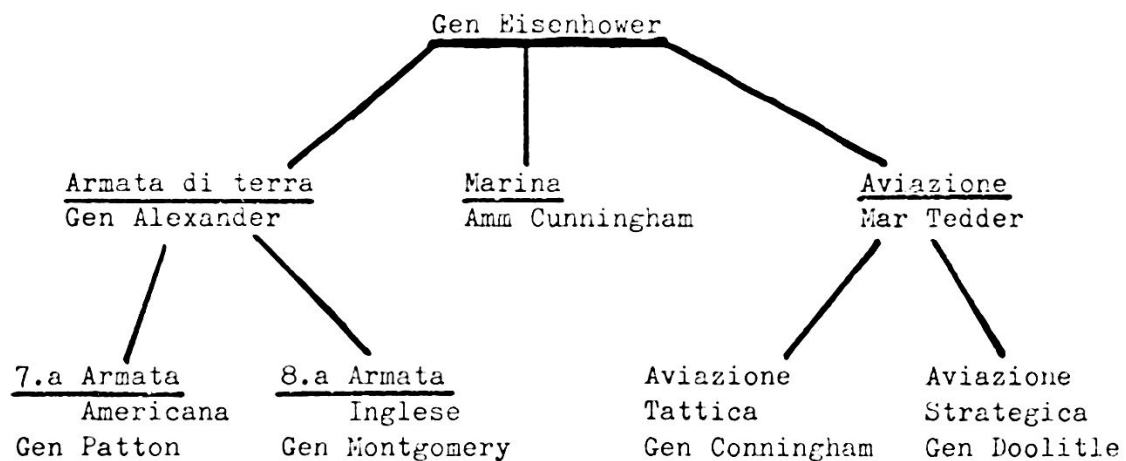 Gen Eisenhower
Armata di terra
Gen Alexander
Marina
Amm Cunningham
Aviazione
Mar Tedder
7.a Armata
Americana
Gen Patton
8.a Armata
Inglese
Gen Montgomery
Aviazione
Tattica
Gen Conningham
Aviazione
Strategica
Gen Doolitle